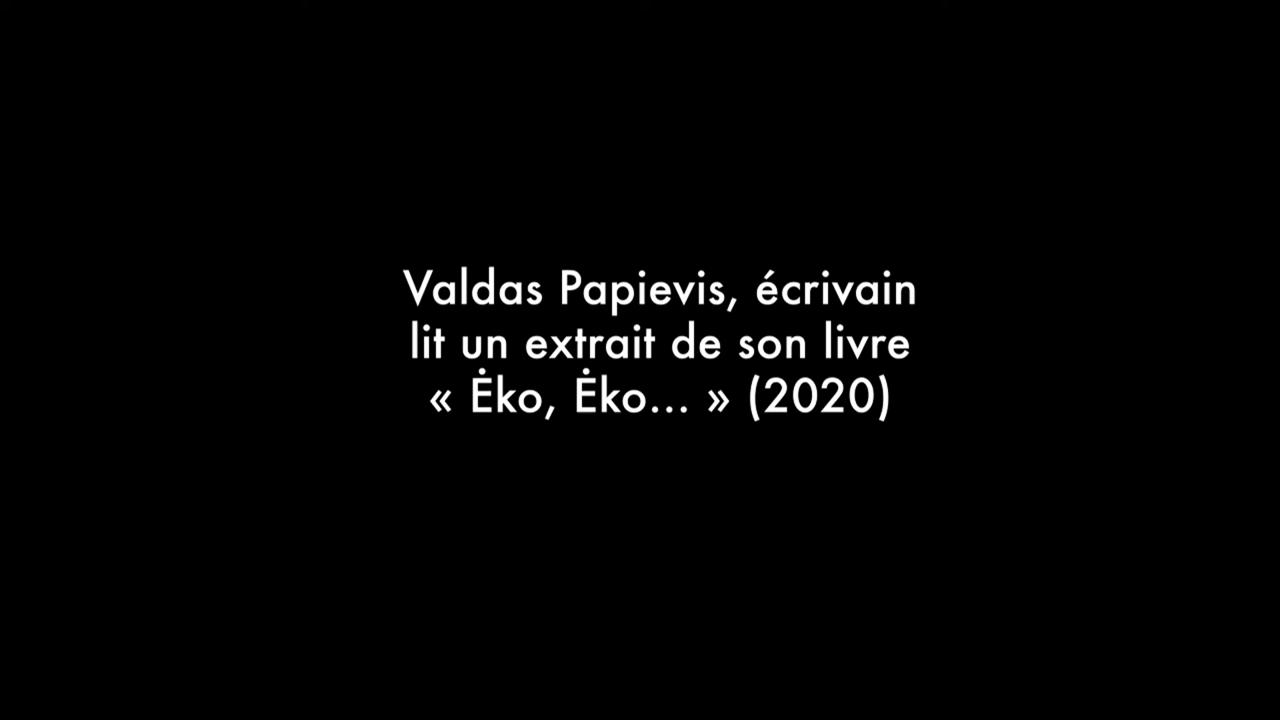 Valdas Papievis, écrivain
lit un extrait de son livre
« Ėko, Ėko... » (2020)